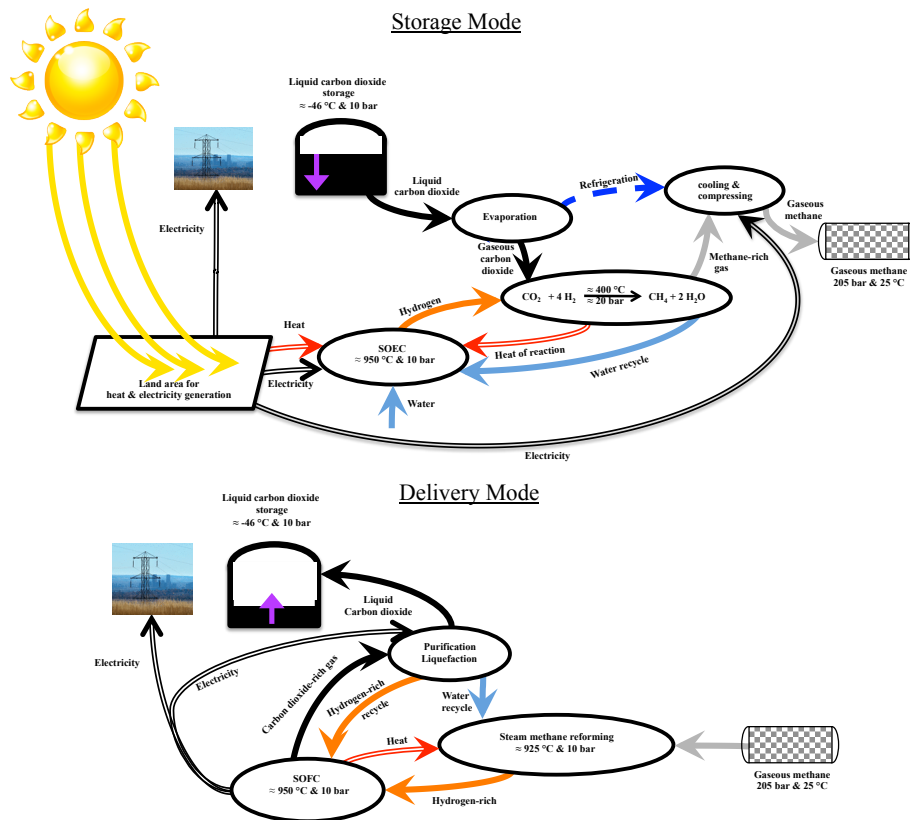 Storage Mode
Liquid carbon dioxide
storage
≈ -46 °C & 10 bar
Electricity
Liquid
carbon dioxide
Evaporation
Refrigeration
cooling &
compressing
Gaseous
methane
Gaseous methane
205 bar & 25 °C
Gaseous
carbon
dioxide
Methane-rich
gas
CO₂ + 4 H₂ ≈ 400 °C ≈ 20 bar CH₄ + 2 H₂O
Hydrogen
Heat
SOEC
≈ 950 °C & 10 bar
Heat of reaction
Water recycle
Electricity
Land area for
heat & electricity generation
Water
Electricity
Delivery Mode
Liquid carbon dioxide
storage
≈ -46 °C & 10 bar
Liquid
Carbon dioxide
Purification
Liquefaction
Electricity
Electricity
Carbon dioxide-rich gas
Hydrogen-rich
recycle
Water
recycle
Heat
Steam methane reforming
≈ 925 °C & 10 bar
SOFC
≈ 950 °C & 10 bar
Hydrogen-rich
Gaseous methane
205 bar & 25 °C